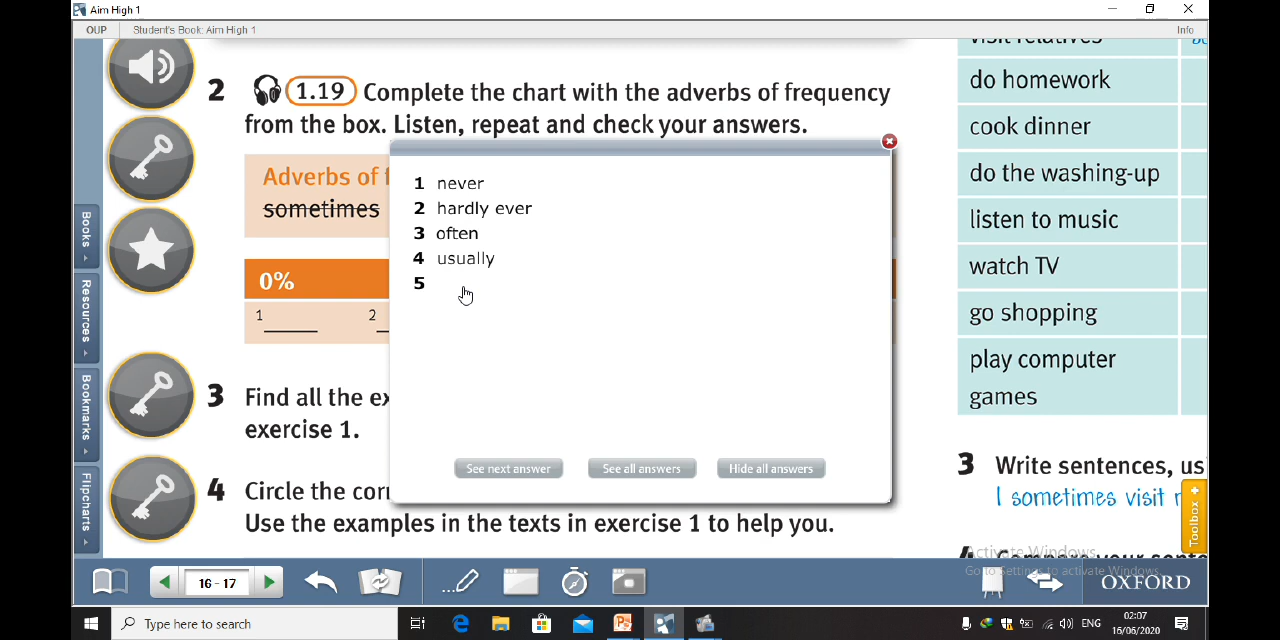 Aim High 1
OUP Student's Book: Aim High 1 Info
2 1.19 Complete the chart with the adverbs of frequency
from the box. Listen, repeat and check your answers.
Adverbs of f
sometimes
0%
1 2
1 never
2 hardly ever
3 often
4 usually
5
See next answer See all answers Hide all answers
3 Find all the ex
exercise 1.
4 Circle the corr
Use the examples in the texts in exercise 1 to help you.
visit relatives
do homework
cook dinner
do the washing-up
listen to music
watch TV
go shopping
play computer
games
3 Write sentences, us
I sometimes visit r
Books
Resources
Bookmarks
Flipcharts
Toolbox +
Activate Windows
Go to Settings to activate Windows.
16 - 17
OXFORD
Type here to search
ENG
02:07
16/06/2020